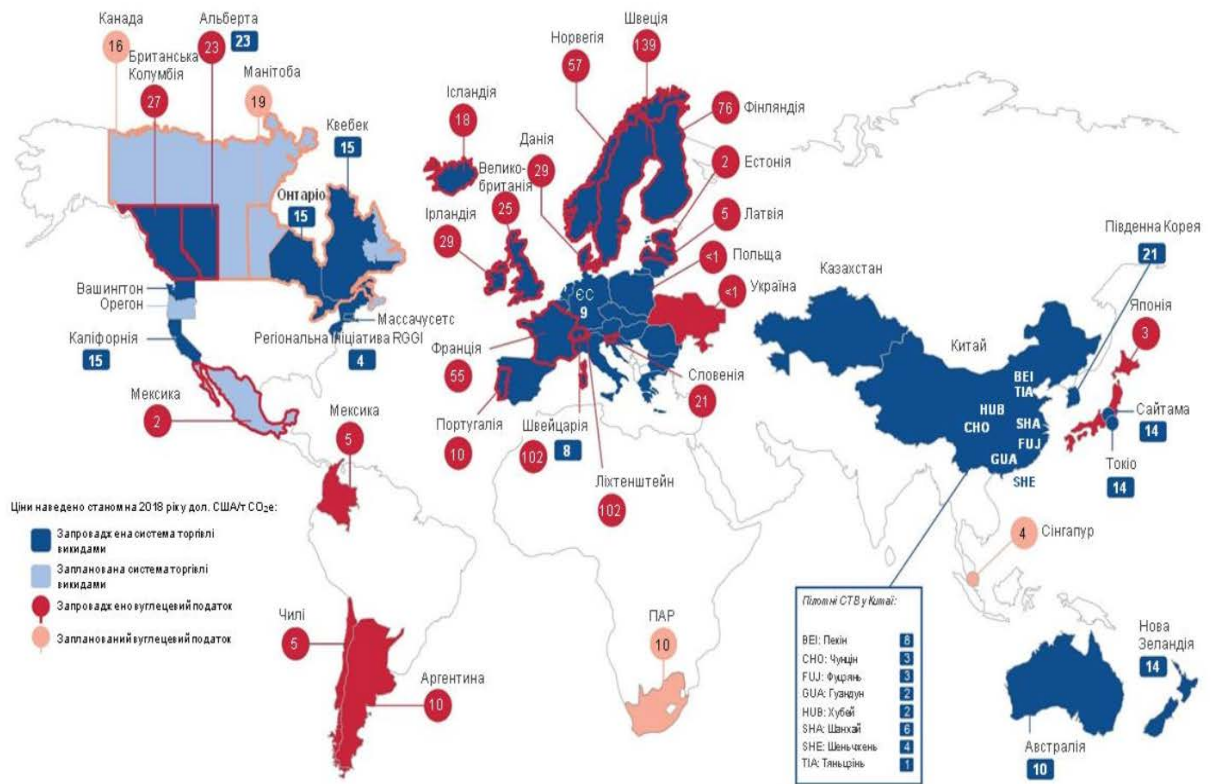 Канада
16
Альберта
23
23
Британська
Колумбія
27
Манітоба
19
Квебек
15
Онтаріо
15
Вашингтон
Орегон
Каліфорнія
15
Массачусетс
Регіональна Ініціатива RGGI
4
Мексика
2
Мексика
5
Ісландія
18
Велико-
британія
25
Ірландія
29
Данія
29
Норвегія
57
Швеція
139
Фінляндія
76
Естонія
2
Латвія
5
Польща
<1
Україна
<1
ЄС
9
Франція
55
Португалія
10
Швейцарія
102
8
Словенія
21
Ліхтенштейн
102
Казахстан
Китай
BEI
TIA
HUB
CHO
SHA
FUJ
GUA
SHE
Південна Корея
21
Японія
3
Сайтама
14
Токіо
14
Сінгапур
4
Ціни наведено станом на 2018 рік у дол. США/т CO₂е:
Запроваджена система торгівлі
викидами
Запланована система торгівлі
викидами
Запроваджено вуглецевий податок
Запланований вуглецевий податок
Чилі
5
Аргентина
10
ПАР
10
Пілотні СТВ у Китаї:
BEI: Пекін 8
CHO: Чунцін 3
FUJ: Фуцзянь 3
GUA: Гуандун 2
HUB: Хубей 2
SHA: Шанхай 6
SHE: Шеньчжень 4
TIA: Тяньцзінь 1
Нова
Зеландія
14
Австралія
10